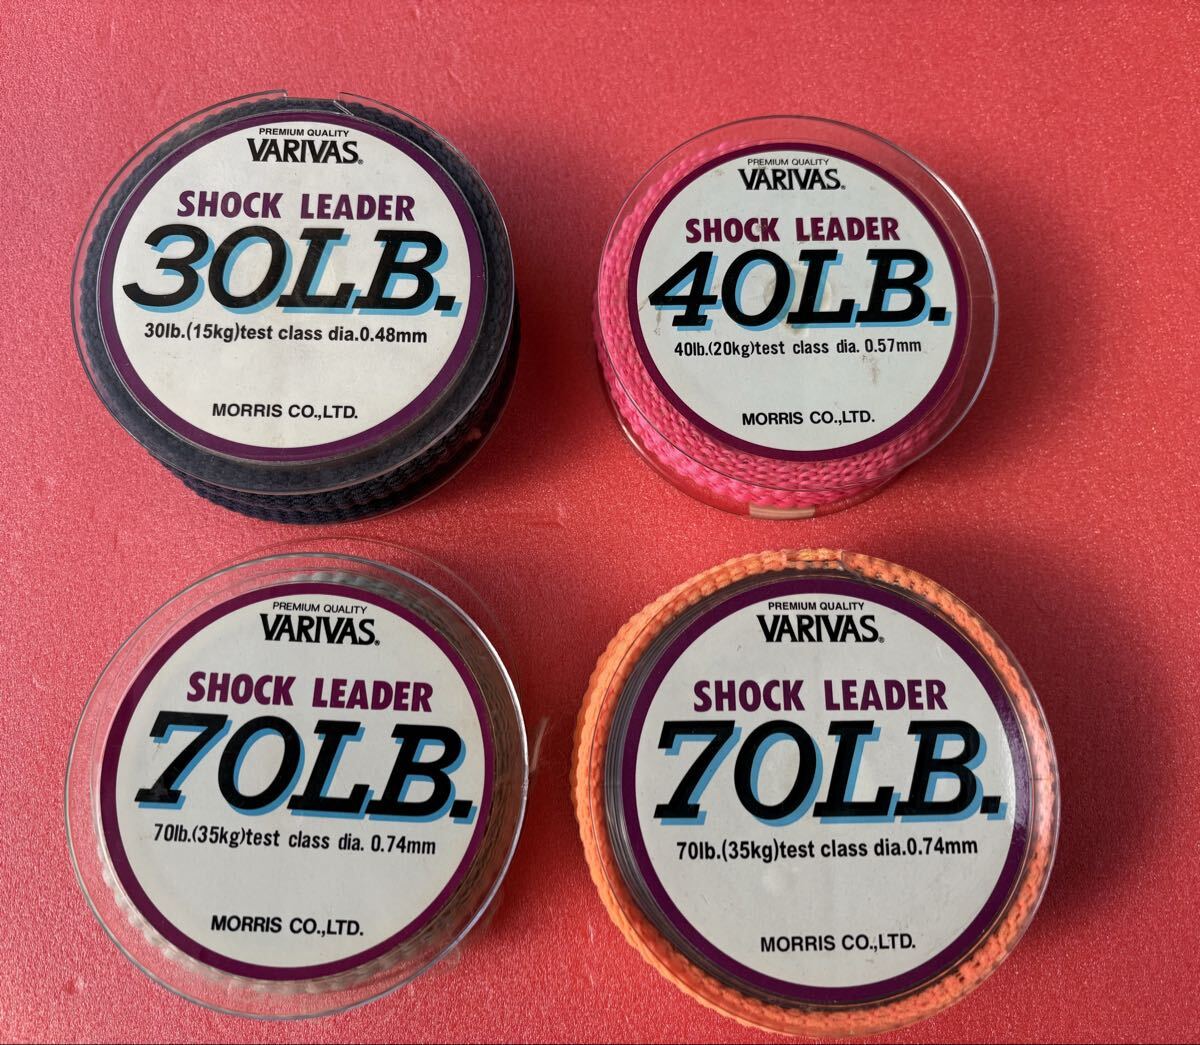 PREMIUM QUALITY
VARIVAS®
SHOCK LEADER
30LB.
30lb.(15kg)test class dia.0.48mm
MORRIS CO.,LTD.
PREMIUM QUALITY
VARIVAS®
SHOCK LEADER
40LB.
40lb.(20kg)test class dia. 0.57mm
MORRIS CO.,LTD.
PREMIUM QUALITY
VARIVAS®
SHOCK LEADER
70LB.
70lb.(35kg)test class dia. 0.74mm
MORRIS CO.,LTD.
PREMIUM QUALITY
VARIVAS®
SHOCK LEADER
70LB.
70lb.(35kg)test class dia.0.74mm
MORRIS CO.,LTD.